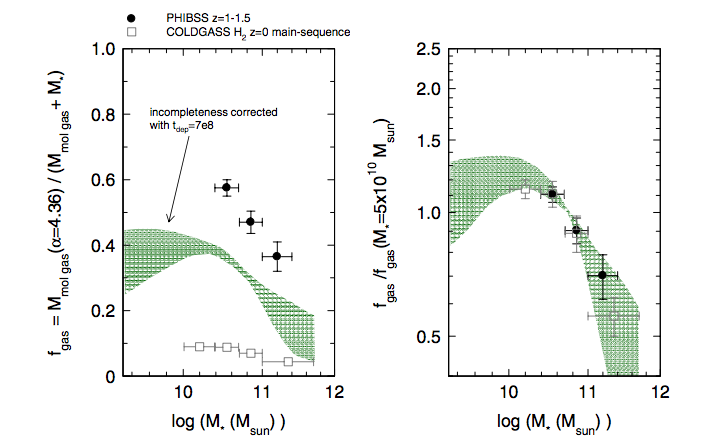 PHIBSS z=1-1.5
COLDGASS H2 z=0 main-sequence
fgas = Mmol gas(α=4.36) / (Mmol gas + M⋆)
1.0
0.8
0.6
0.4
0.2
0
incompleteness corrected
with tdep=7e8
10
11
12
log (M⋆ (Msun) )
fgas /fgas(M⋆=5x10^10 Msun)
2.5
2.0
1.5
1.0
0.5
10
11
12
log (M⋆ (Msun) )